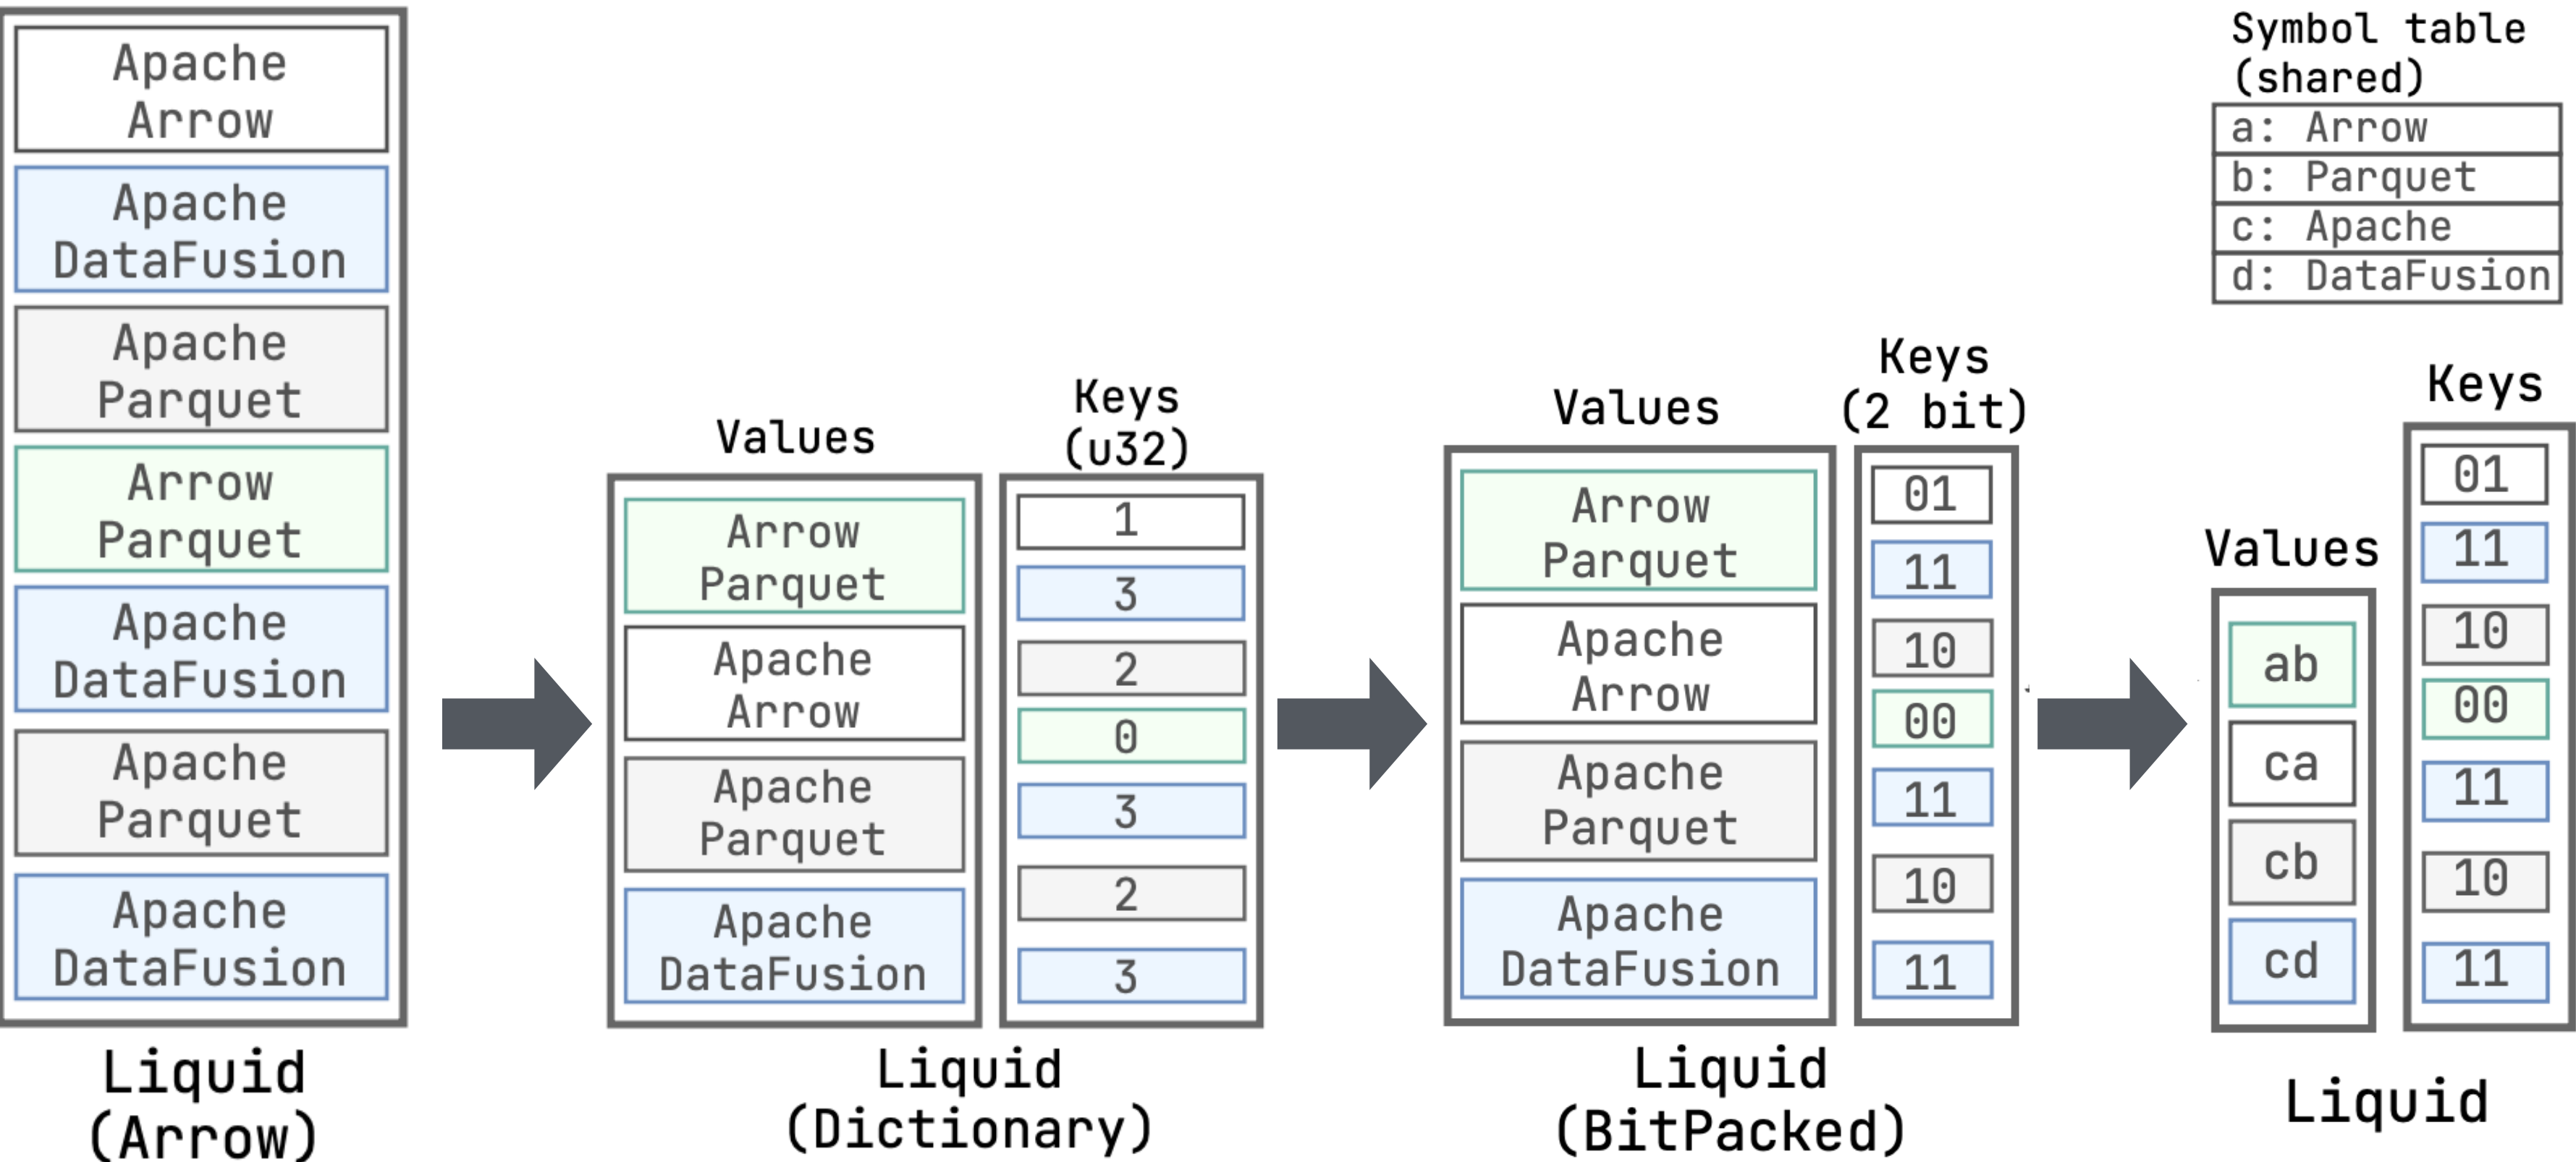 Apache
Arrow
Apache
DataFusion
Apache
Parquet
Arrow
Parquet
Apache
DataFusion
Apache
Parquet
Apache
DataFusion
Liquid
(Arrow)
Values
Arrow
Parquet
Apache
Arrow
Apache
Parquet
Apache
DataFusion
Keys
(u32)
1
3
2
0
3
2
3
Liquid
(Dictionary)
Values
Arrow
Parquet
Apache
Arrow
Apache
Parquet
Apache
DataFusion
Keys
(2 bit)
01
11
10
00
11
10
11
Liquid
(BitPacked)
Symbol table
(shared)
a: Arrow
b: Parquet
c: Apache
d: DataFusion
Values
ab
ca
cb
cd
Keys
01
11
10
00
11
10
11
Liquid